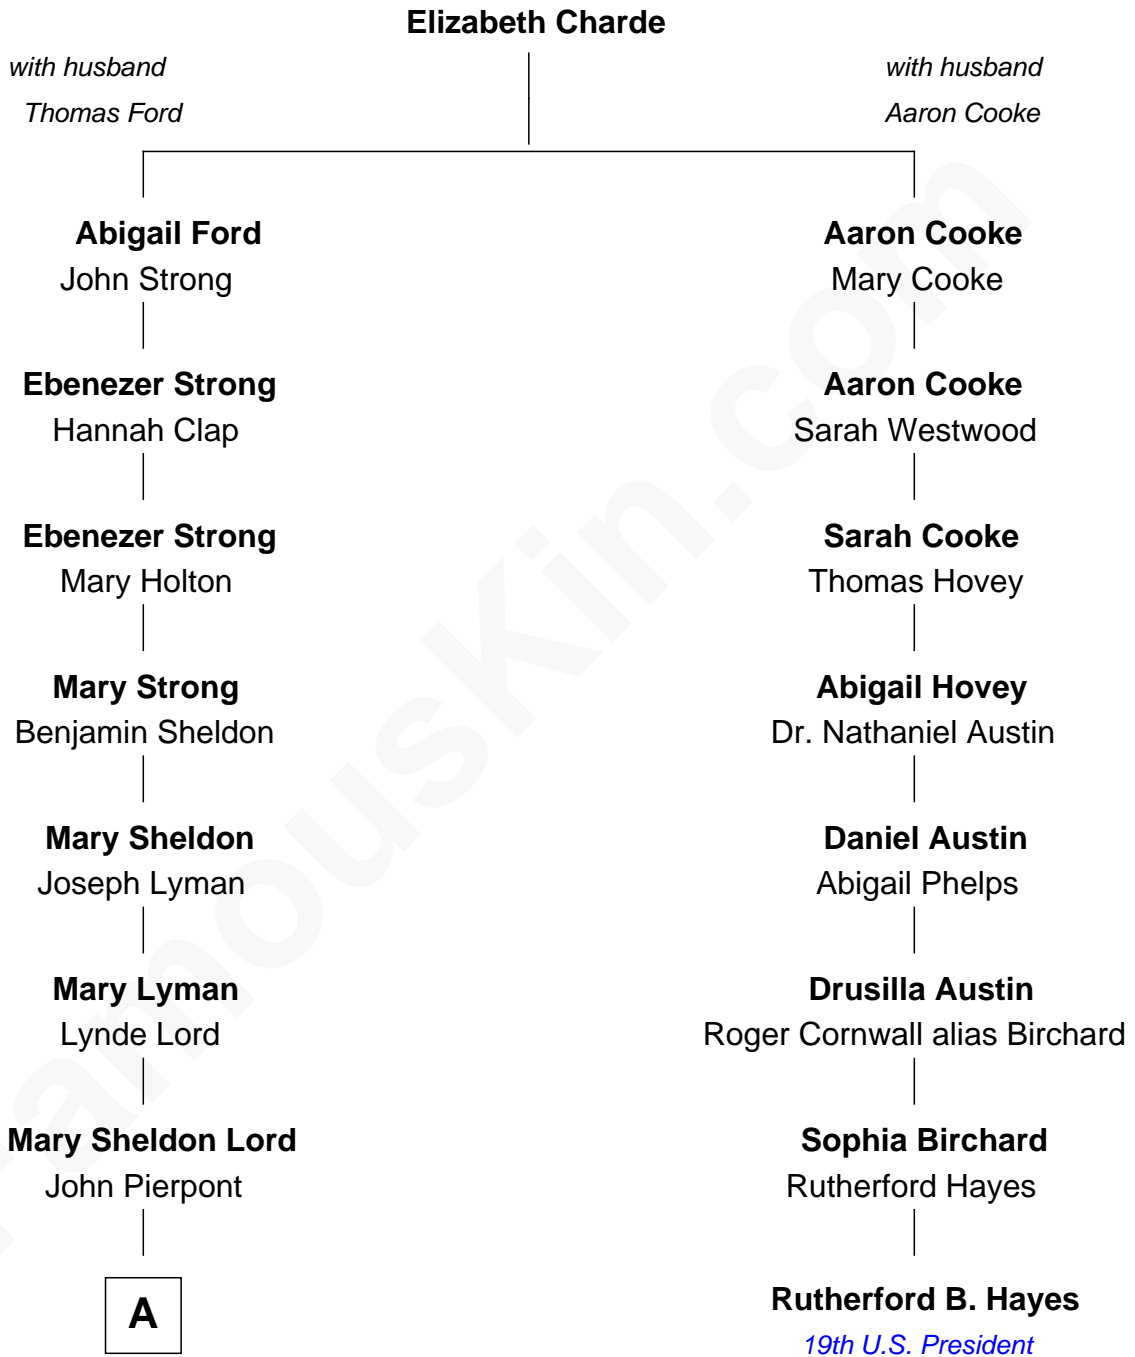 Elizabeth Charde
with husband
Thomas Ford
with husband
Aaron Cooke
Abigail Ford
John Strong
Aaron Cooke
Mary Cooke
Ebenezer Strong
Hannah Clap
Aaron Cooke
Sarah Westwood
Ebenezer Strong
Mary Holton
Sarah Cooke
Thomas Hovey
Mary Strong
Benjamin Sheldon
Abigail Hovey
Dr. Nathaniel Austin
Mary Sheldon
Joseph Lyman
Daniel Austin
Abigail Phelps
Mary Lyman
Lynde Lord
Drusilla Austin
Roger Cornwall alias Birchard
Mary Sheldon Lord
John Pierpont
Sophia Birchard
Rutherford Hayes
A
Rutherford B. Hayes
19th U.S. President
FamousKin.com